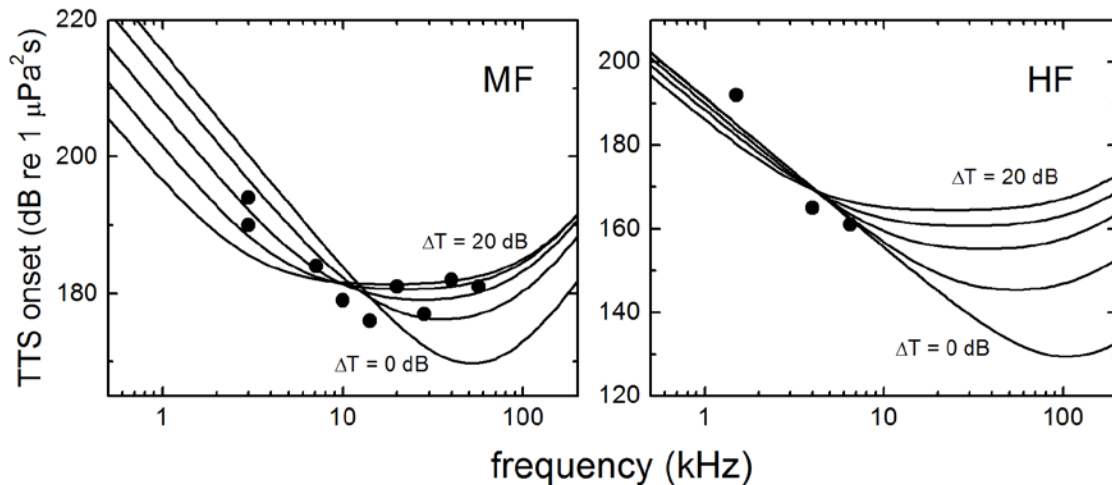 TTS onset (dB re 1 μPa²s)
220
200
180
MF
ΔT = 20 dB
ΔT = 0 dB
1
10
100
200
180
160
140
120
HF
ΔT = 20 dB
ΔT = 0 dB
1
10
100
frequency (kHz)